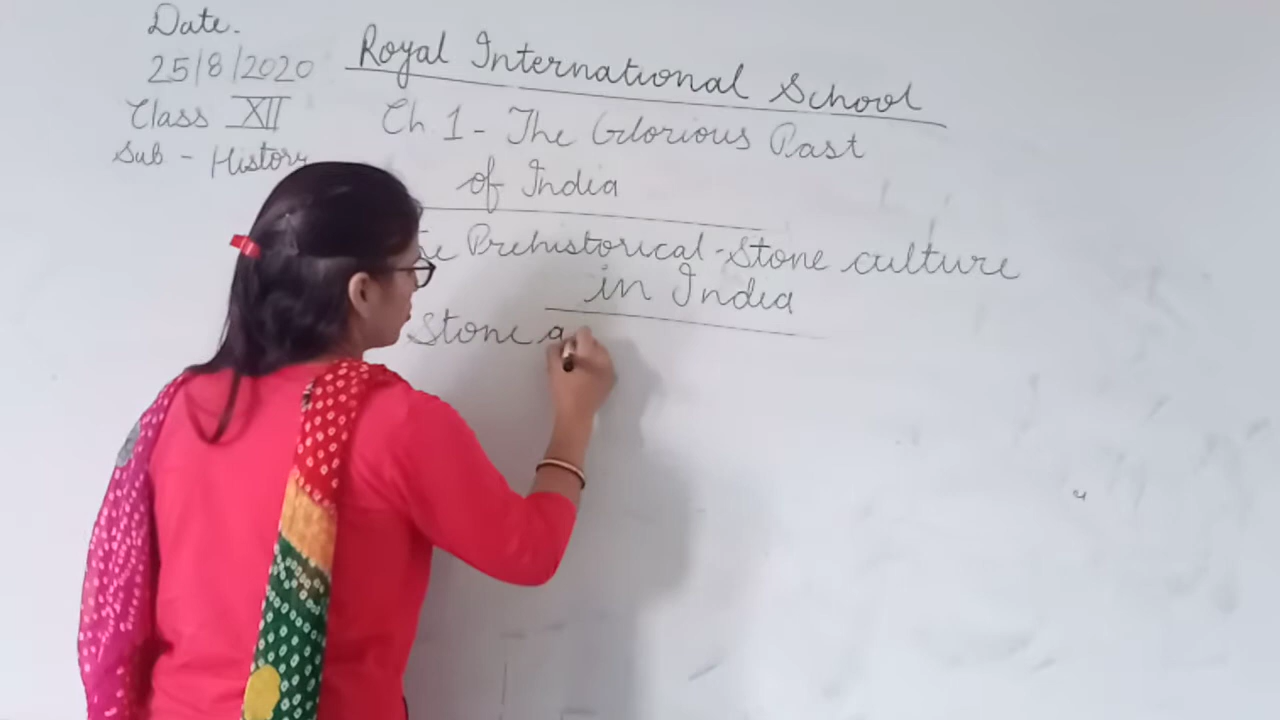 Date.
25/8/2020
Class XII
Sub - History
Royal International School
Ch 1 - The Glorious Past
of India
Prehistorical - Stone culture
in India
Stone a